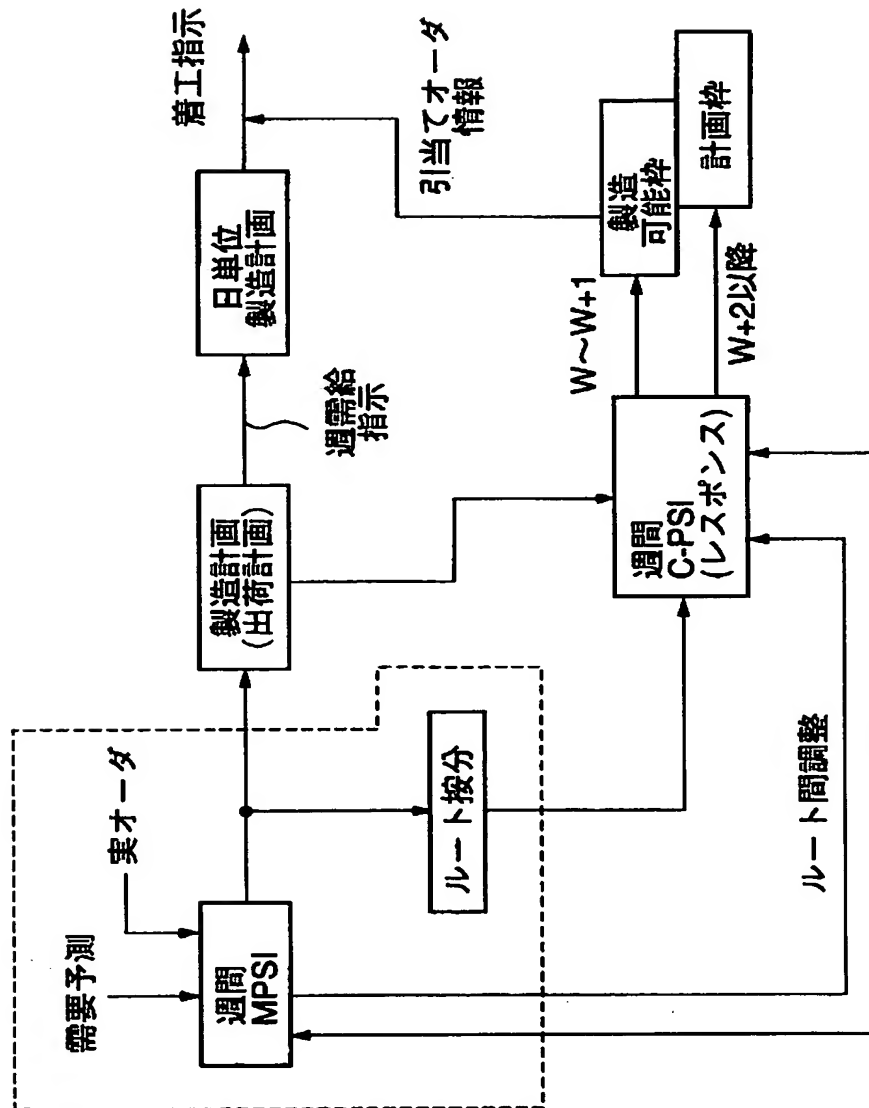 需要予測
実オーダ
週間
MPSI
ルート按分
製造計画
(出荷計画)
週需給
指示
日単位
製造計画
着工指示
引当てオーダ
情報
週間
C-PSI
(レスポンス)
W～W+1
W+2以降
製造
可能枠
計画枠
ルート間調整